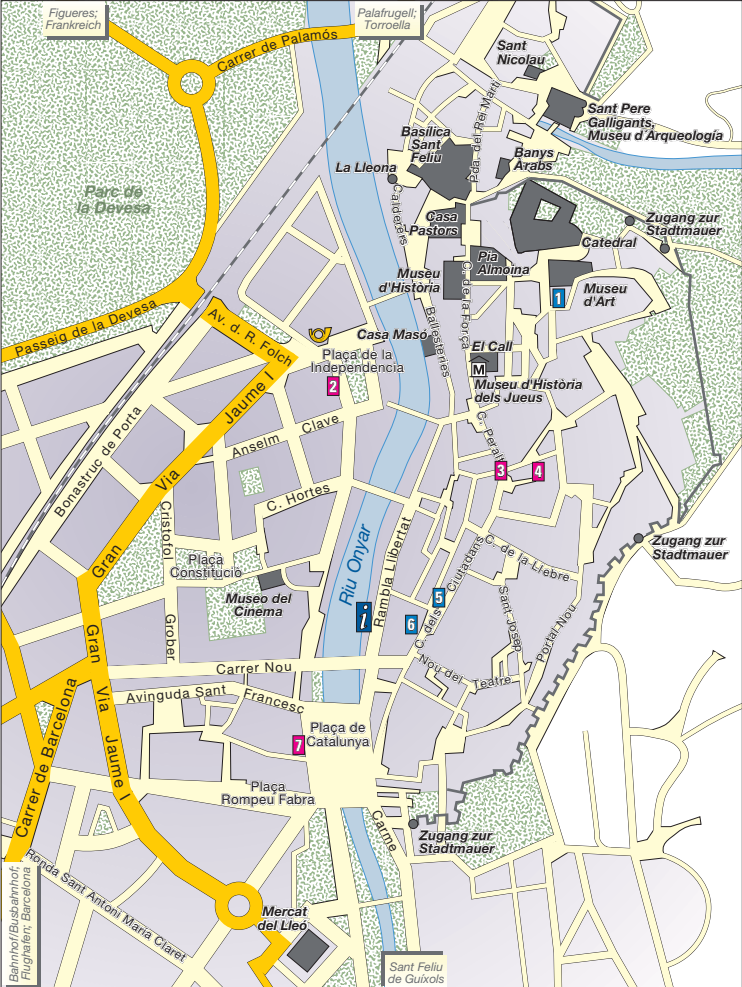 Figueres;
Frankreich
Palafrugell;
Torroella
Carrer de Palamós
Sant
Nicolau
Sant Pere
Galligants,
Museu d'Arqueología
Pda. del Rei Martí
Basílica
Sant
Feliu
Banys
Àrabs
La Lleona
Parc de
la Devesa
Calderers
Casa
Pastors
Zugang zur
Stadtmauer
Catedral
Pia
Almoina
Museu
d'Història
C. de la Força
Museu
d'Art
1
Passeig de la Devesa
Av. d. R. Folch
Casa Masó
Ballesteries
El Call
M
Plaça de la
Independencia
2
Museu d'Història
dels Jueus
Jaume I
Bonastruc de Porta
Anselm Clave
C. Peralt
3
4
Via
C. Hortes
Gran
Cristofol
Riu Onyar
Rambla Llibertat
C. de la Llebre
Zugang zur
Stadtmauer
Plaça
Constitució
Museo del
Cinema
i
5
6
C. dels Ciutadans
Sant Josep
Portal Nou
Grober
Gran Via Jaume I
Carrer Nou
Nou del Teatre
Avinguda Sant Francesc
Carrer de Barcelona
7
Plaça de
Catalunya
Plaça
Rompeu Fabra
Carme
Zugang zur
Stadtmauer
Ronda Sant Antoni Maria Claret
Bahnhof/Busbahnhof;
Flughafen; Barcelona
Mercat
del Lleó
Sant Feliu
de Guíxols